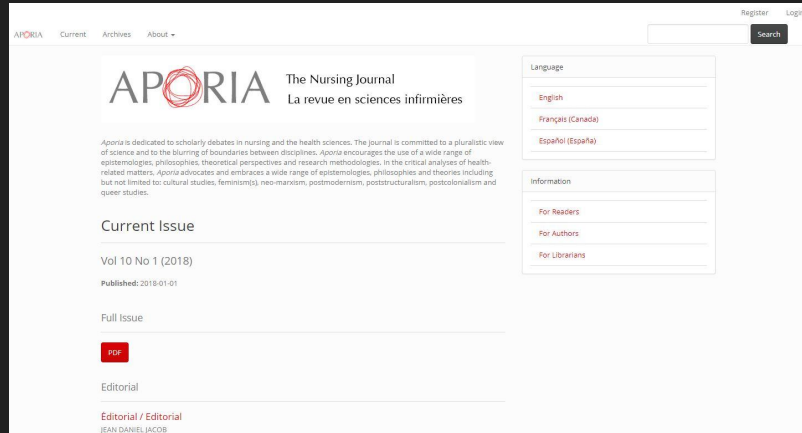 Register Login
APORIA Current Archives About
Search
APORIA
The Nursing Journal
La revue en sciences infirmières
Aporia is dedicated to scholarly debates in nursing and the health sciences. The journal is committed to a pluralistic view
of science and to the blurring of boundaries between disciplines. Aporia encourages the use of a wide range of
epistemologies, philosophies, theoretical perspectives and research methodologies. In the critical analyses of health-
related matters, Aporia advocates and embraces a wide range of epistemologies, philosophies and theories including
but not limited to: cultural studies, feminism(s), neo-marxism, postmodernism, poststructuralism, postcolonialism and
queer studies.
Current Issue
Vol 10 No 1 (2018)
Published: 2018-01-01
Full Issue
PDF
Editorial
Éditorial / Editorial
JEAN DANIEL JACOB
Language
English
Français (Canada)
Español (España)
Information
For Readers
For Authors
For Librarians